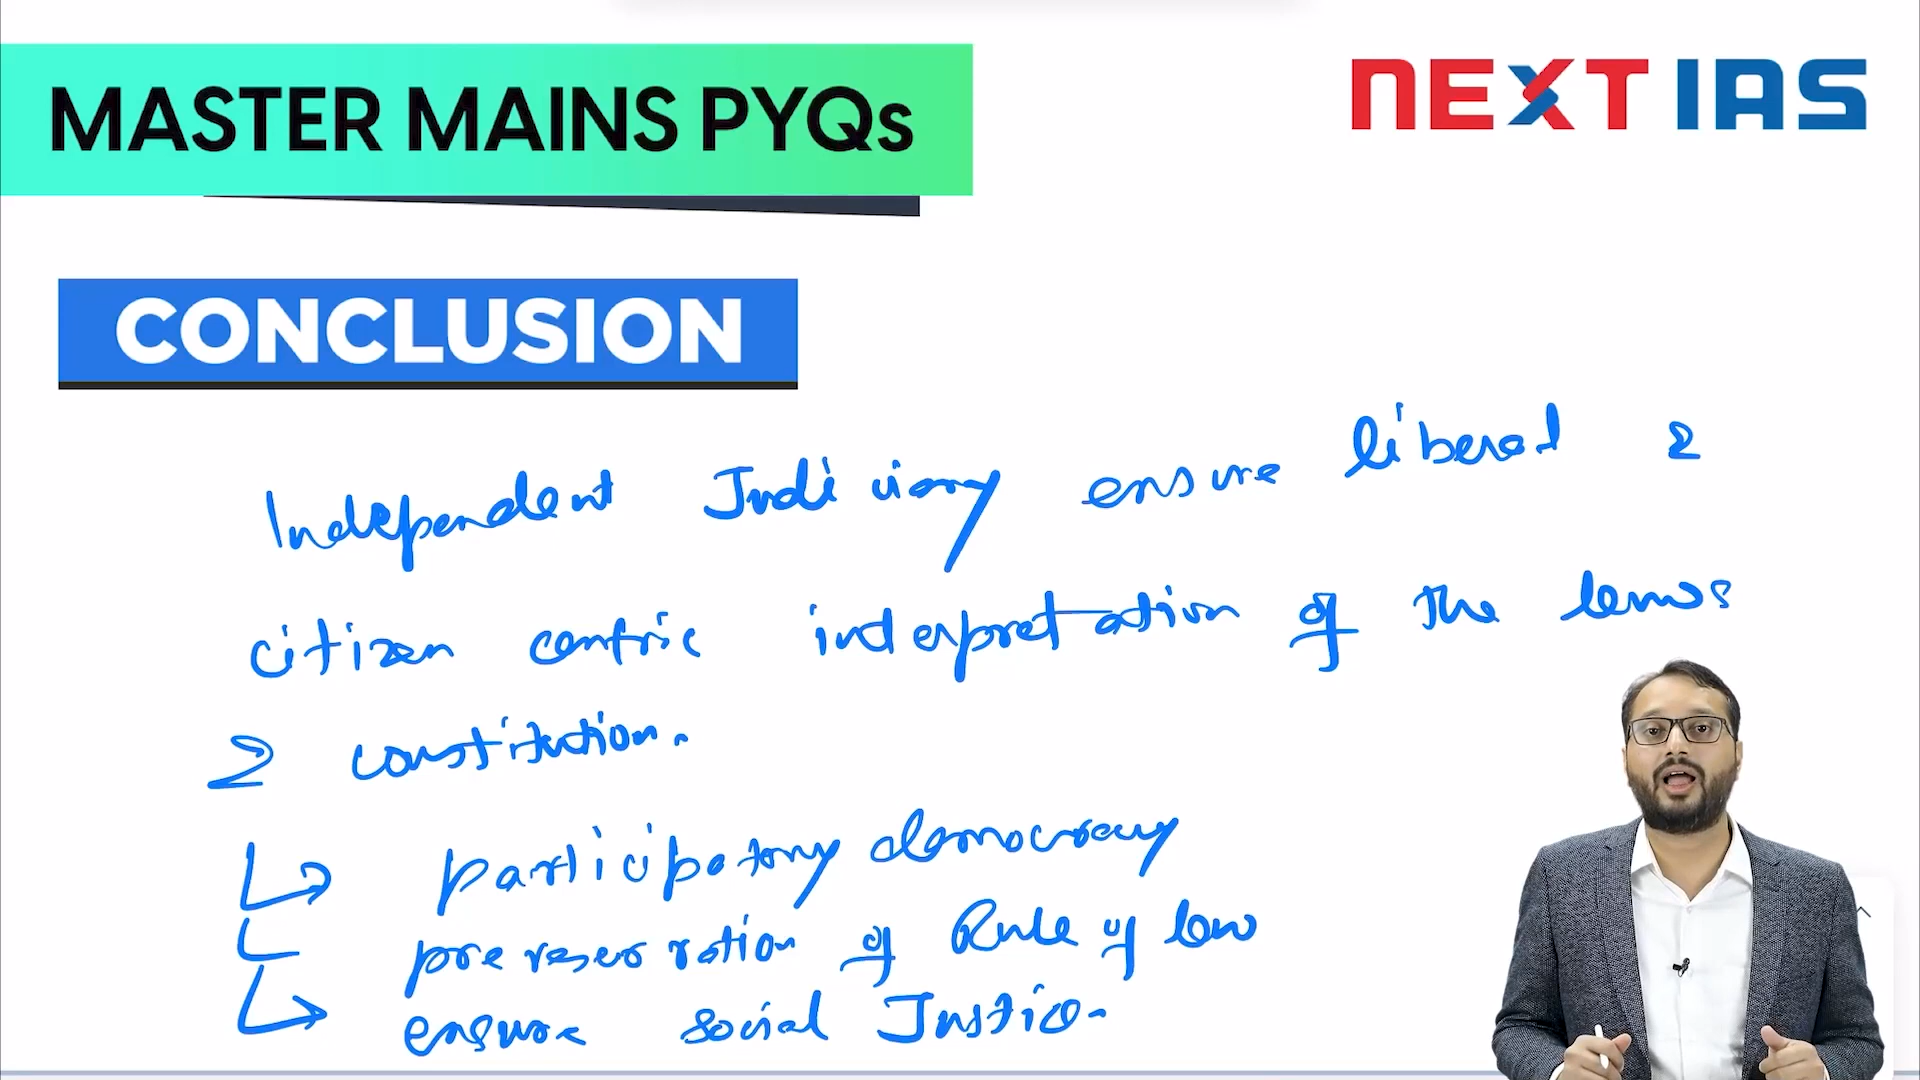 MASTER MAINS PYQs
NEXT IAS
CONCLUSION
Independent Judiciary ensure liberal &
citizen centric interpretation of the laws
& constitution.
participatory democracy
preservation of Rule of law
ensure social Justice.